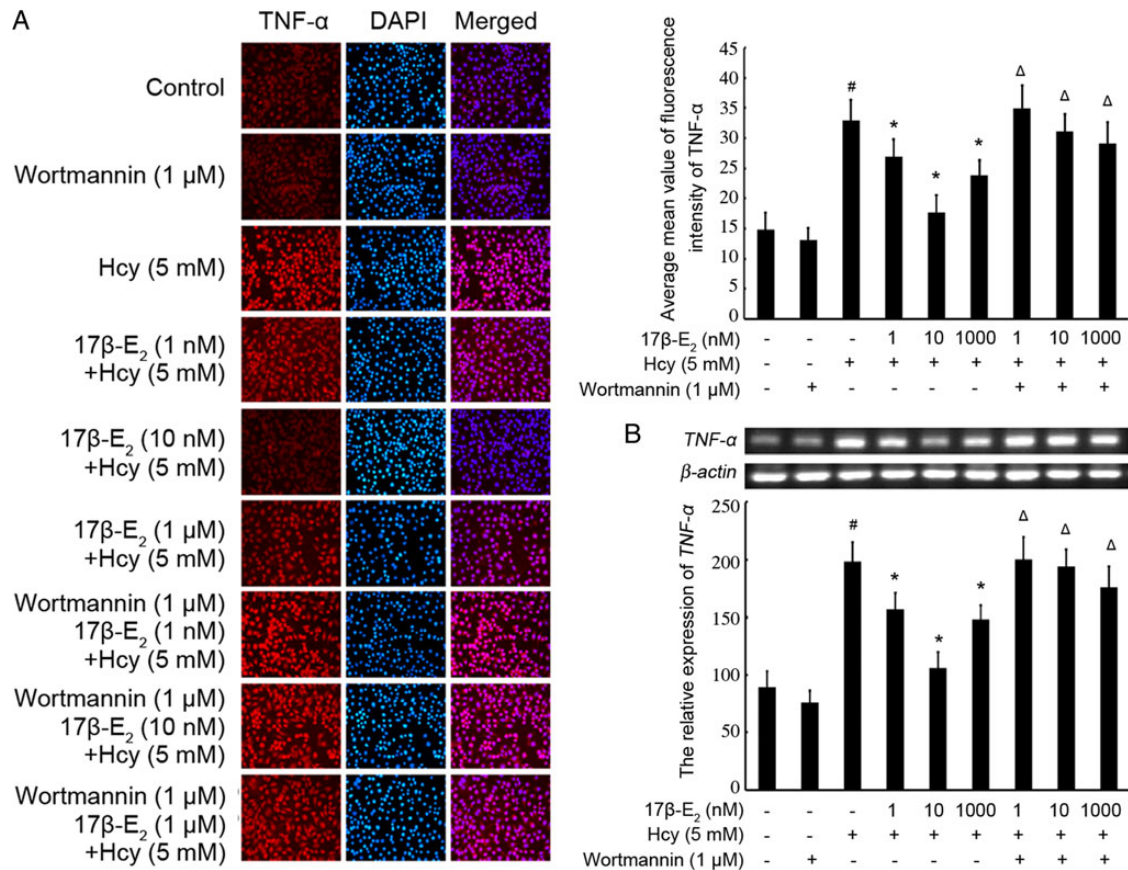 A
TNF-α DAPI Merged
Control
Wortmannin (1 µM)
Hcy (5 mM)
17β-E₂ (1 nM)
+Hcy (5 mM)
17β-E₂ (10 nM)
+Hcy (5 mM)
17β-E₂ (1 µM)
+Hcy (5 mM)
Wortmannin (1 µM)
17β-E₂ (1 nM)
+Hcy (5 mM)
Wortmannin (1 µM)
17β-E₂ (10 nM)
+Hcy (5 mM)
Wortmannin (1 µM)
17β-E₂ (1 µM)
+Hcy (5 mM)
Average mean value of fluorescence
intensity of TNF-α
45
40
35
30
25
20
15
10
5
0
# * * * Δ Δ Δ
17β-E₂ (nM) - - - 1 10 1000 1 10 1000
Hcy (5 mM) - - + + + + + + +
Wortmannin (1 µM) - + - - - - + + +
B
TNF-α
β-actin
The relative expression of TNF-α
250
200
150
100
50
0
# * * * Δ Δ Δ
17β-E₂ (nM) - - - 1 10 1000 1 10 1000
Hcy (5 mM) - - + + + + + + +
Wortmannin (1 µM) - + - - - - + + +